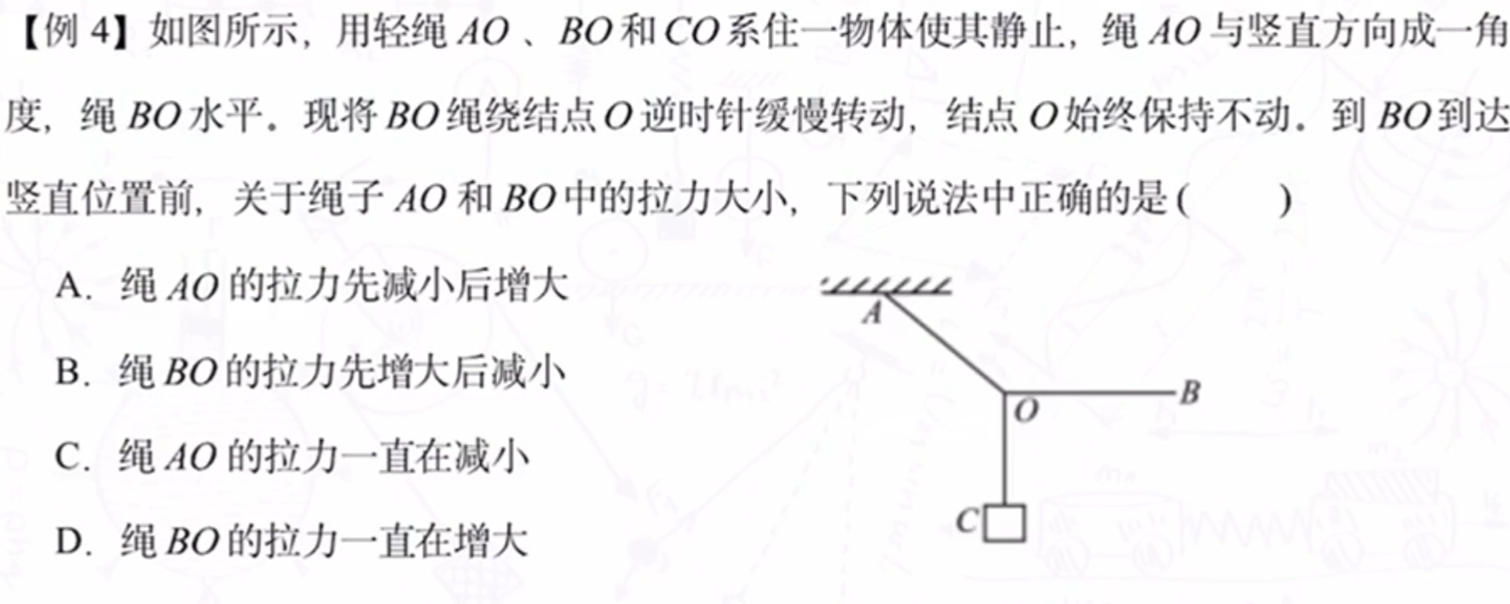 【例 4】如图所示，用轻绳 AO 、BO 和 CO 系住一物体使其静止，绳 AO 与竖直方向成一角
度，绳 BO 水平。现将 BO 绳绕结点 O 逆时针缓慢转动，结点 O 始终保持不动。到 BO 到达
竖直位置前，关于绳子 AO 和 BO 中的拉力大小，下列说法中正确的是 (  )
A．绳 AO 的拉力先减小后增大
B．绳 BO 的拉力先增大后减小
C．绳 AO 的拉力一直在减小
D．绳 BO 的拉力一直在增大
A
O
B
C